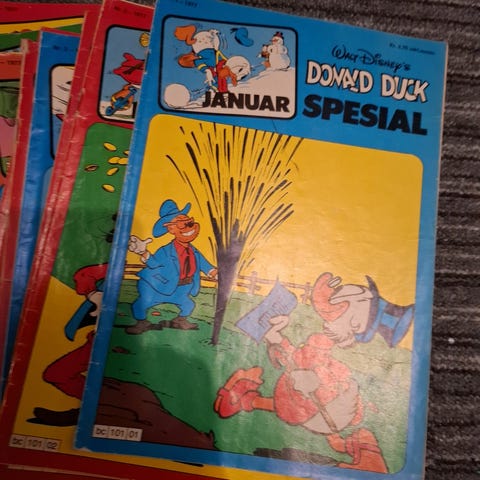 Walt Disney's
DONALD DUCK
SPESIAL
JANUAR
bc 101 01
bc 101 02